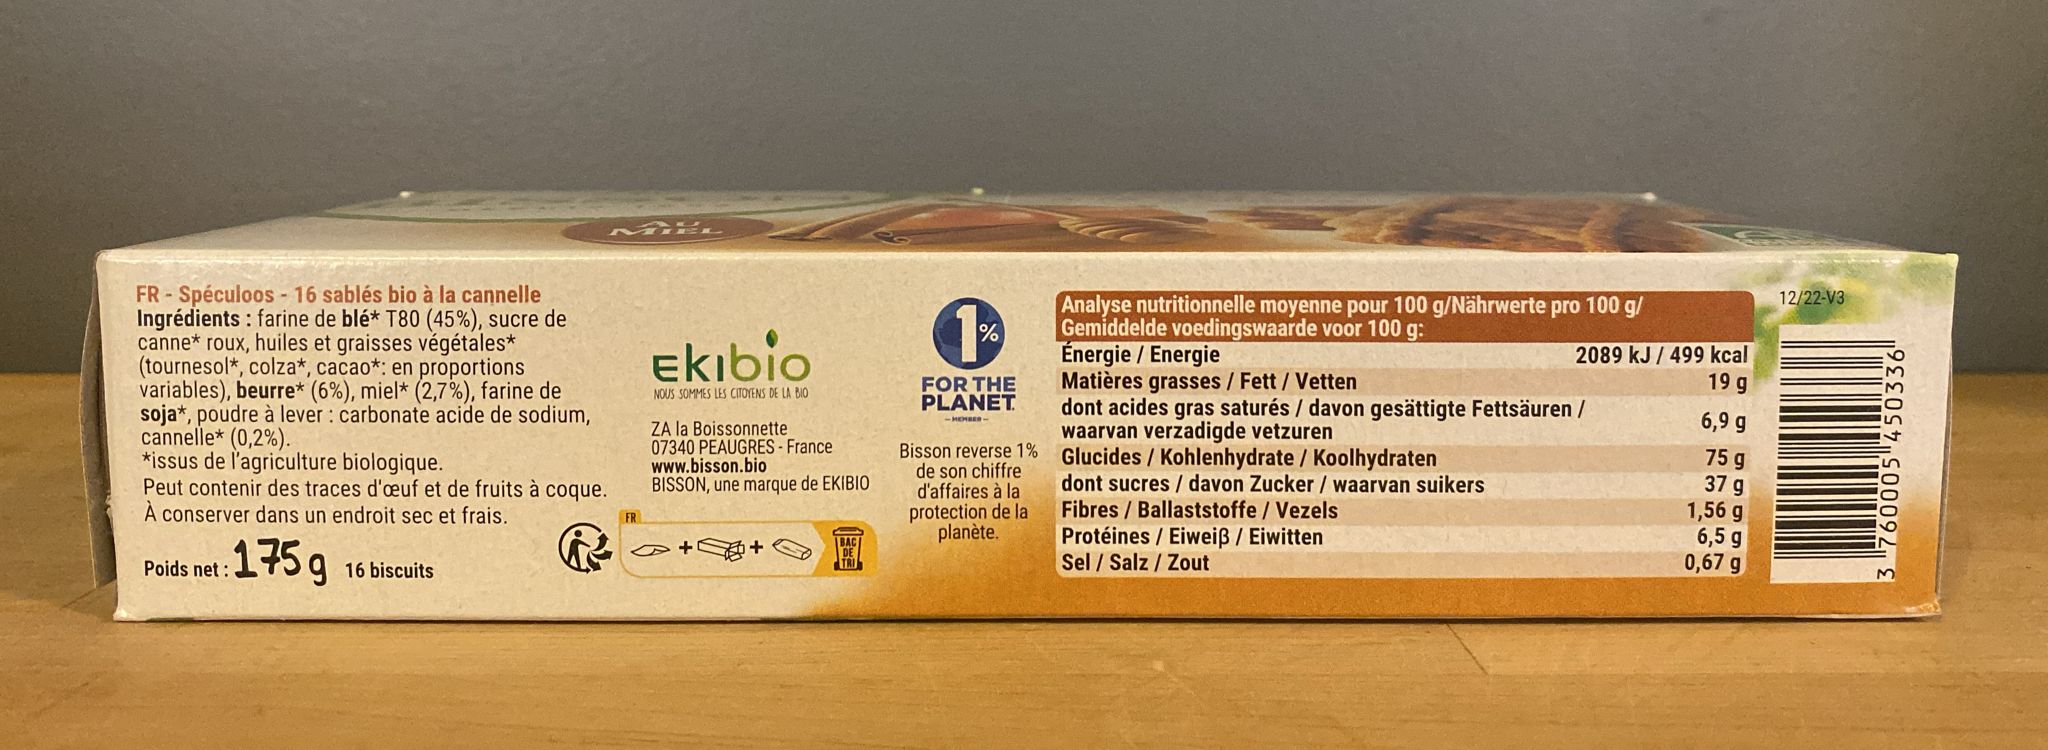 AU
MIEL
FR - Spéculoos - 16 sablés bio à la cannelle
Ingrédients : farine de blé* T80 (45%), sucre de
canne* roux, huiles et graisses végétales*
(tournesol*, colza*, cacao*: en proportions
variables), beurre* (6%), miel* (2,7%), farine de
soja*, poudre à lever : carbonate acide de sodium,
cannelle* (0,2%).
*issus de l'agriculture biologique.
Peut contenir des traces d'œuf et de fruits à coque.
À conserver dans un endroit sec et frais.
Poids net : 175 g 16 biscuits
Ekibio
NOUS SOMMES LES CITOYENS DE LA BIO
ZA la Boissonnette
07340 PEAUGRES - France
www.bisson.bio
BISSON, une marque de EKIBIO
FR
+ +
BAC
DE
TRI
1%
FOR THE
PLANET.
- MEMBER -
Bisson reverse 1%
de son chiffre
d'affaires à la
protection de la
planète.
Analyse nutritionnelle moyenne pour 100 g/Nährwerte pro 100 g/
Gemiddelde voedingswaarde voor 100 g:
Énergie / Energie 2089 kJ / 499 kcal
Matières grasses / Fett / Vetten 19 g
dont acides gras saturés / davon gesättigte Fettsäuren /
waarvan verzadigde vetzuren 6,9 g
Glucides / Kohlenhydrate / Koolhydraten 75 g
dont sucres / davon Zucker / waarvan suikers 37 g
Fibres / Ballaststoffe / Vezels 1,56 g
Protéines / Eiweiß / Eiwitten 6,5 g
Sel / Salz / Zout 0,67 g
12/22-V3
3 760005 450336